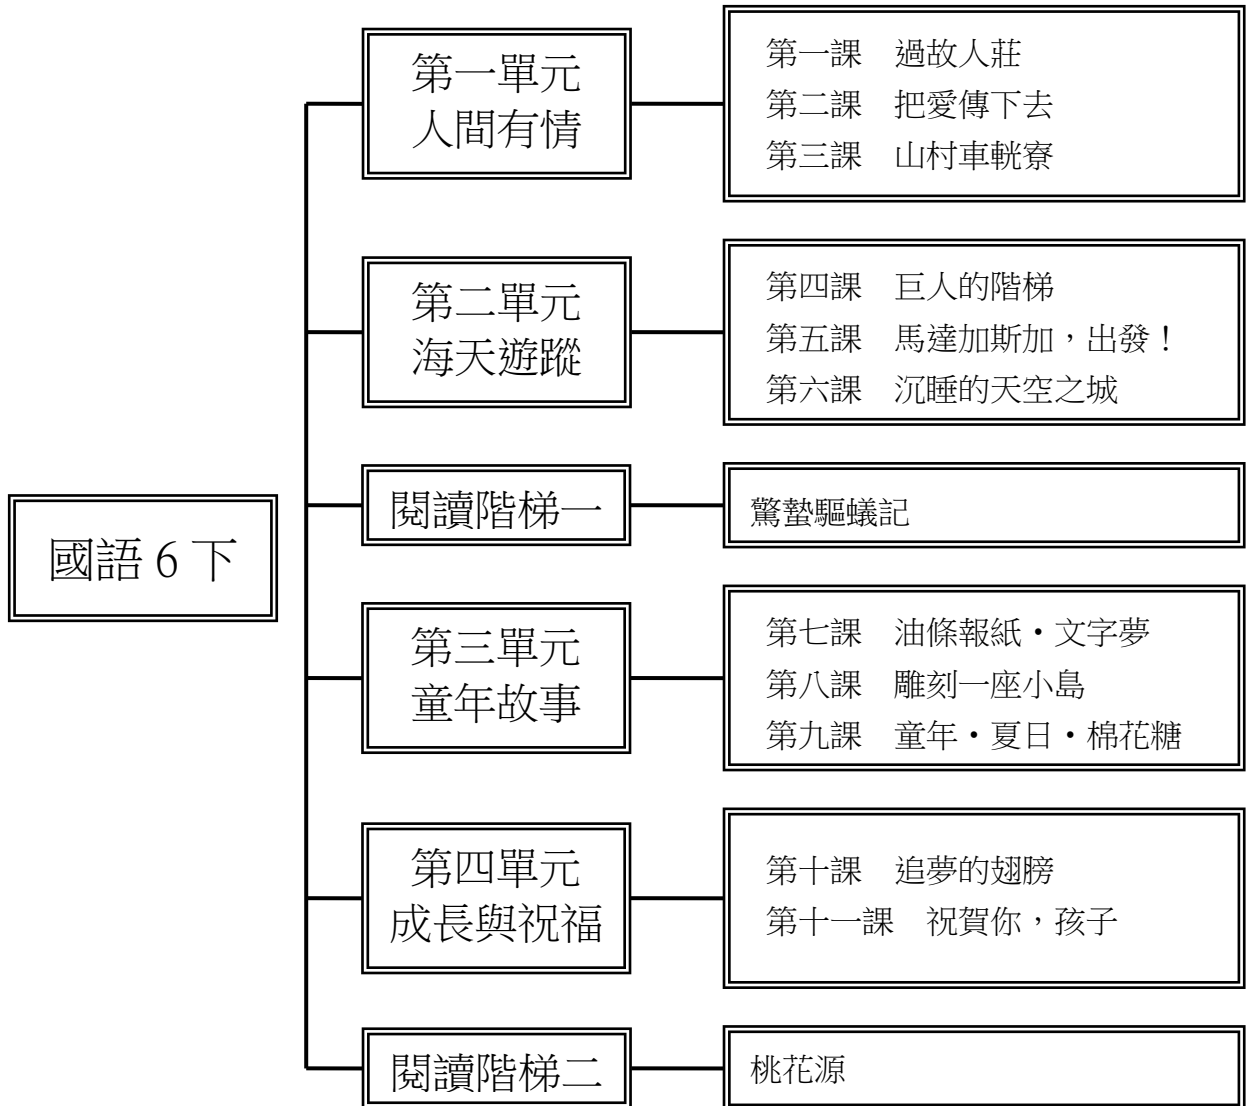 國語 6 下
第一單元
人間有情
第一課　過故人莊
第二課　把愛傳下去
第三課　山村車輄寮
第二單元
海天遊蹤
第四課　巨人的階梯
第五課　馬達加斯加，出發！
第六課　沉睡的天空之城
閱讀階梯一
驚蟄驅蟻記
第三單元
童年故事
第七課　油條報紙・文字夢
第八課　雕刻一座小島
第九課　童年・夏日・棉花糖
第四單元
成長與祝福
第十課　追夢的翅膀
第十一課　祝賀你，孩子
閱讀階梯二
桃花源